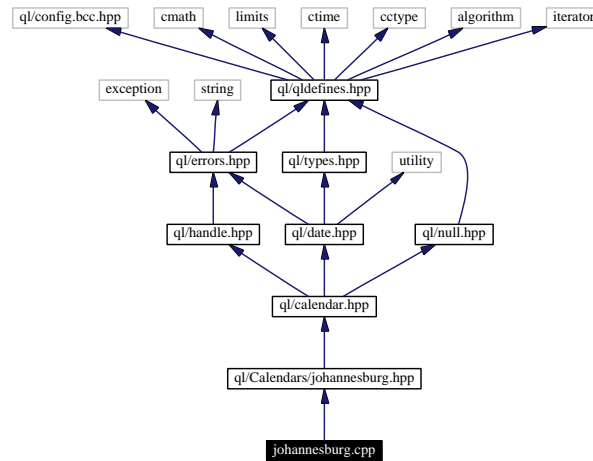 ql/config.bcc.hpp cmath limits ctime cctype algorithm iterator
exception string ql/qldefines.hpp
ql/errors.hpp ql/types.hpp utility
ql/handle.hpp ql/date.hpp ql/null.hpp
ql/calendar.hpp
ql/Calendars/johannesburg.hpp
johannesburg.cpp